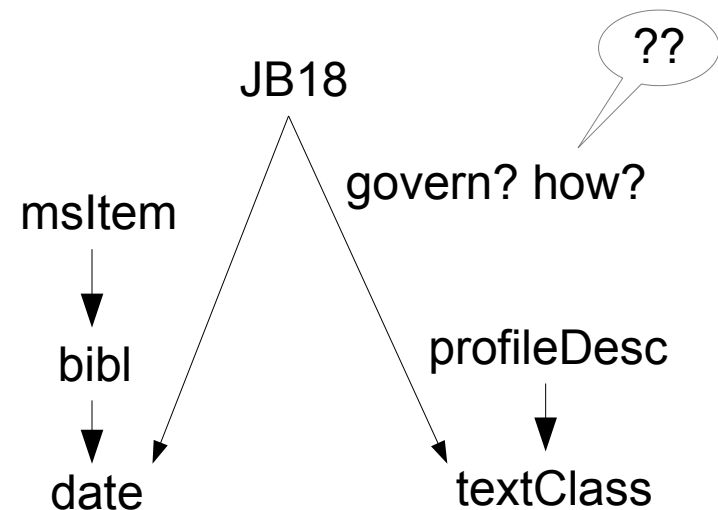 ??
JB18
govern? how?
msItem
profileDesc
bibl
textClass
date